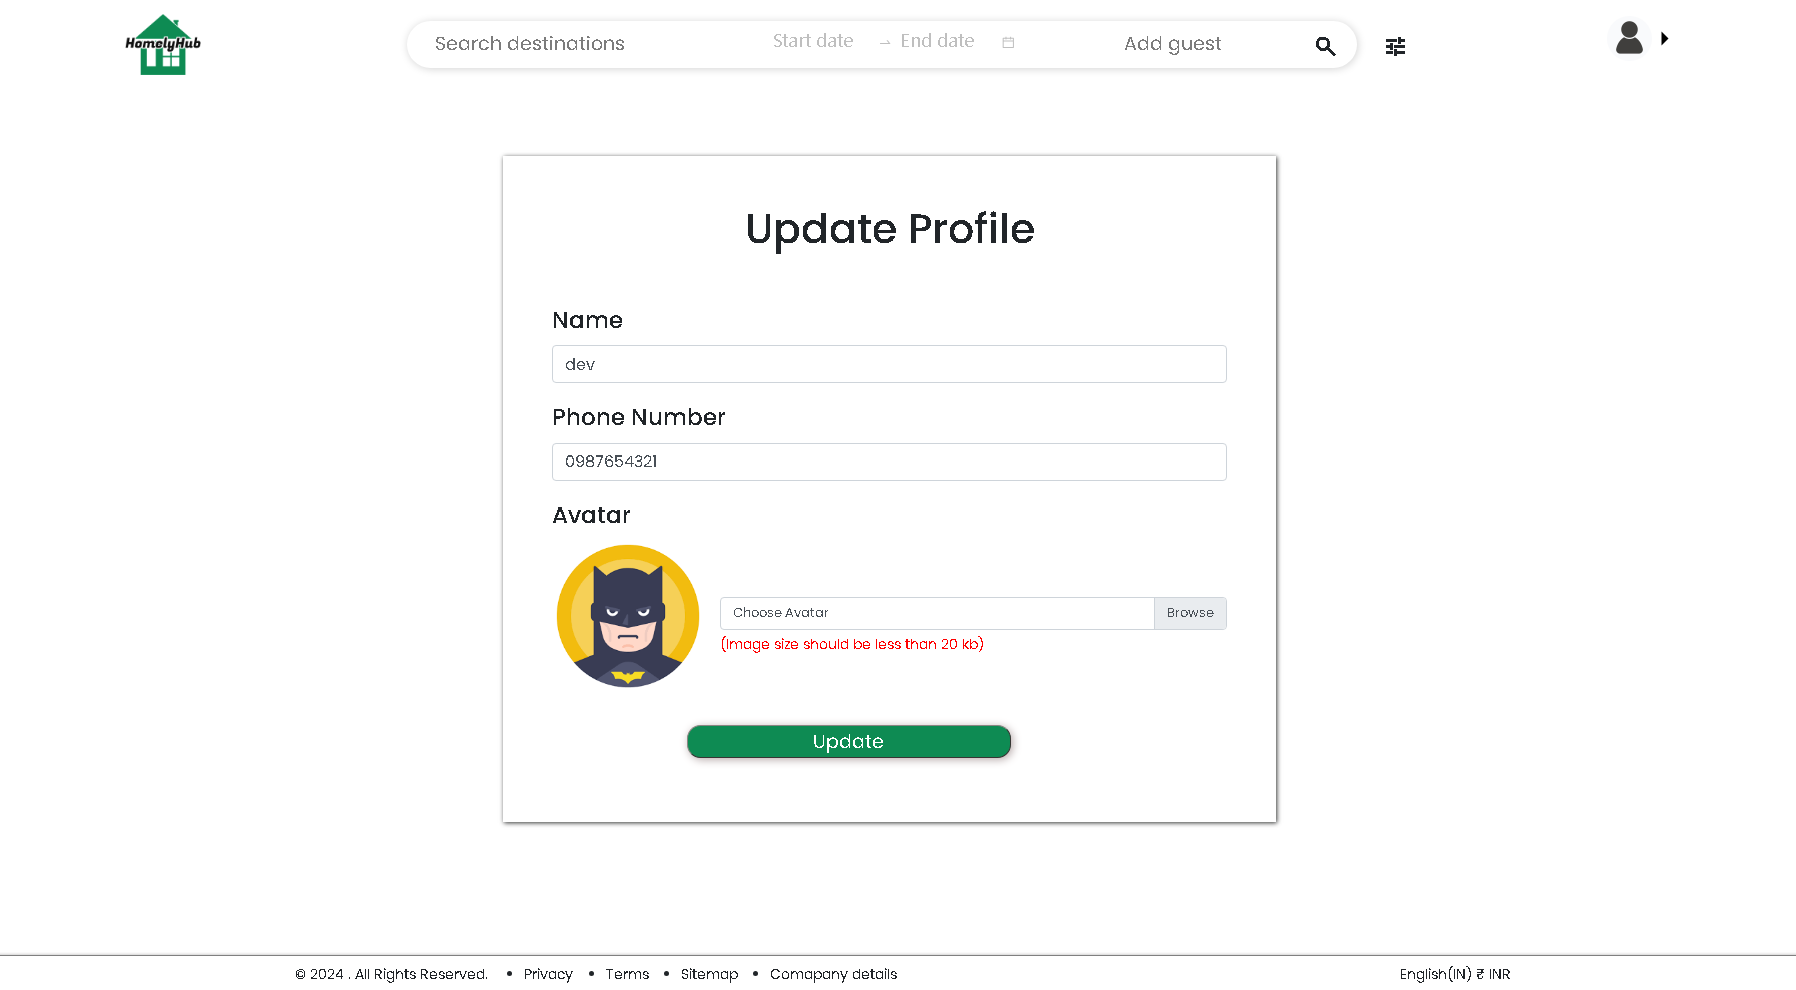 HomelyHub
Search destinations
Start date → End date
Add guest
Update Profile
Name
dev
Phone Number
0987654321
Avatar
Choose Avatar Browse
(Image size should be less than 20 kb)
Update
© 2024 . All Rights Reserved. • Privacy • Terms • Sitemap • Comapany details
English(IN) ₹ INR